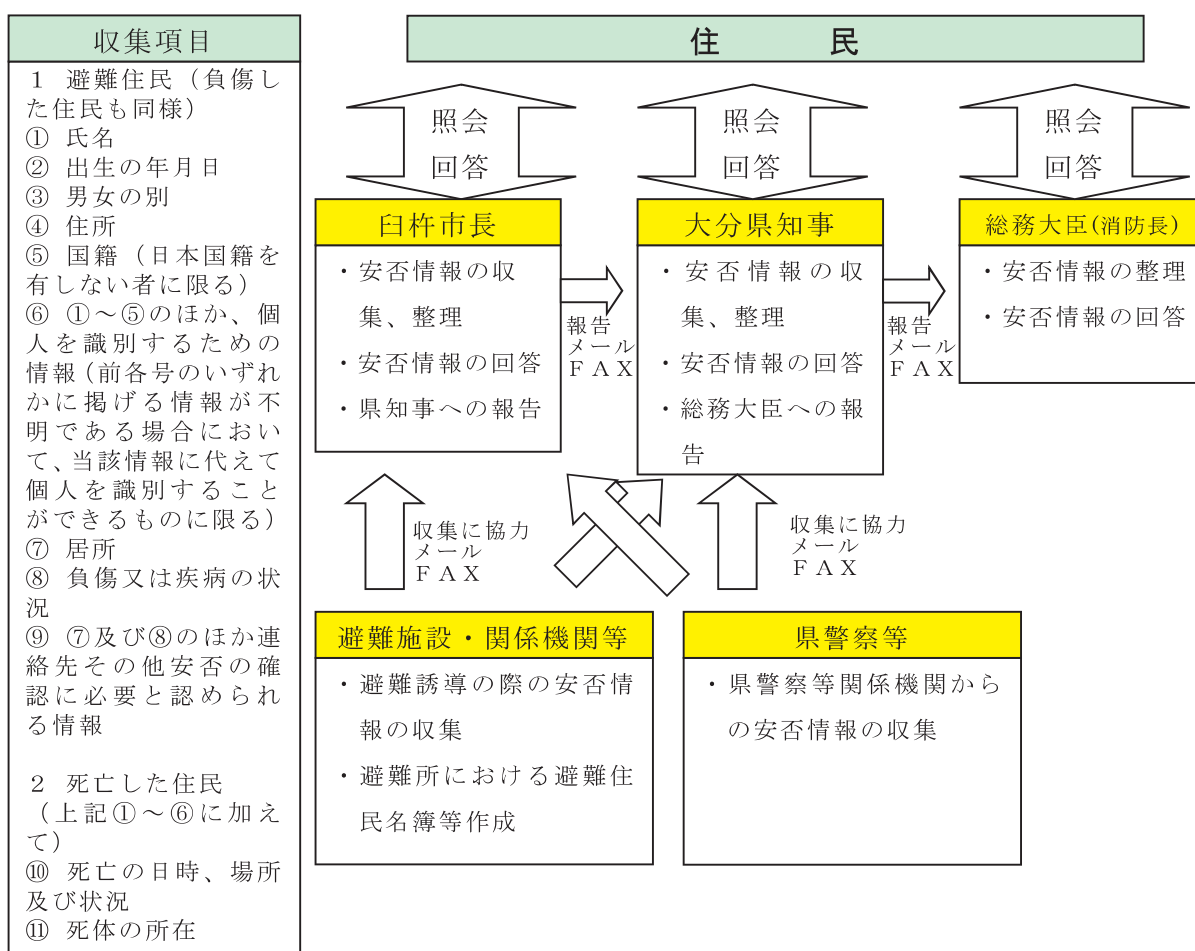 収集項目
1 避難住民（負傷し
た住民も同様）
① 氏名
② 出生の年月日
③ 男女の別
④ 住所
⑤ 国籍（日本国籍を
有しない者に限る）
⑥ ①～⑤のほか、個
人を識別するための
情報（前各号のいずれ
かに掲げる情報が不
明である場合におい
て、当該情報に代えて
個人を識別すること
ができるものに限る）
⑦ 居所
⑧ 負傷又は疾病の状
況
⑨ ⑦及び⑧のほか連
絡先その他安否の確
認に必要と認められ
る情報
2 死亡した住民
（上記①～⑥に加え
て）
⑩ 死亡の日時、場所
及び状況
⑪ 死体の所在
住 民
照会
回答
照会
回答
照会
回答
臼杵市長
・安否情報の収
集、整理
・安否情報の回答
・県知事への報告
報告
メール
ＦＡＸ
大分県知事
・安否情報の収
集、整理
・安否情報の回答
・総務大臣への報
告
報告
メール
ＦＡＸ
総務大臣(消防長)
・安否情報の整理
・安否情報の回答
収集に協力
メール
ＦＡＸ
収集に協力
メール
ＦＡＸ
避難施設・関係機関等
・避難誘導の際の安否情
報の収集
・避難所における避難住
民名簿等作成
県警察等
・県警察等関係機関から
の安否情報の収集